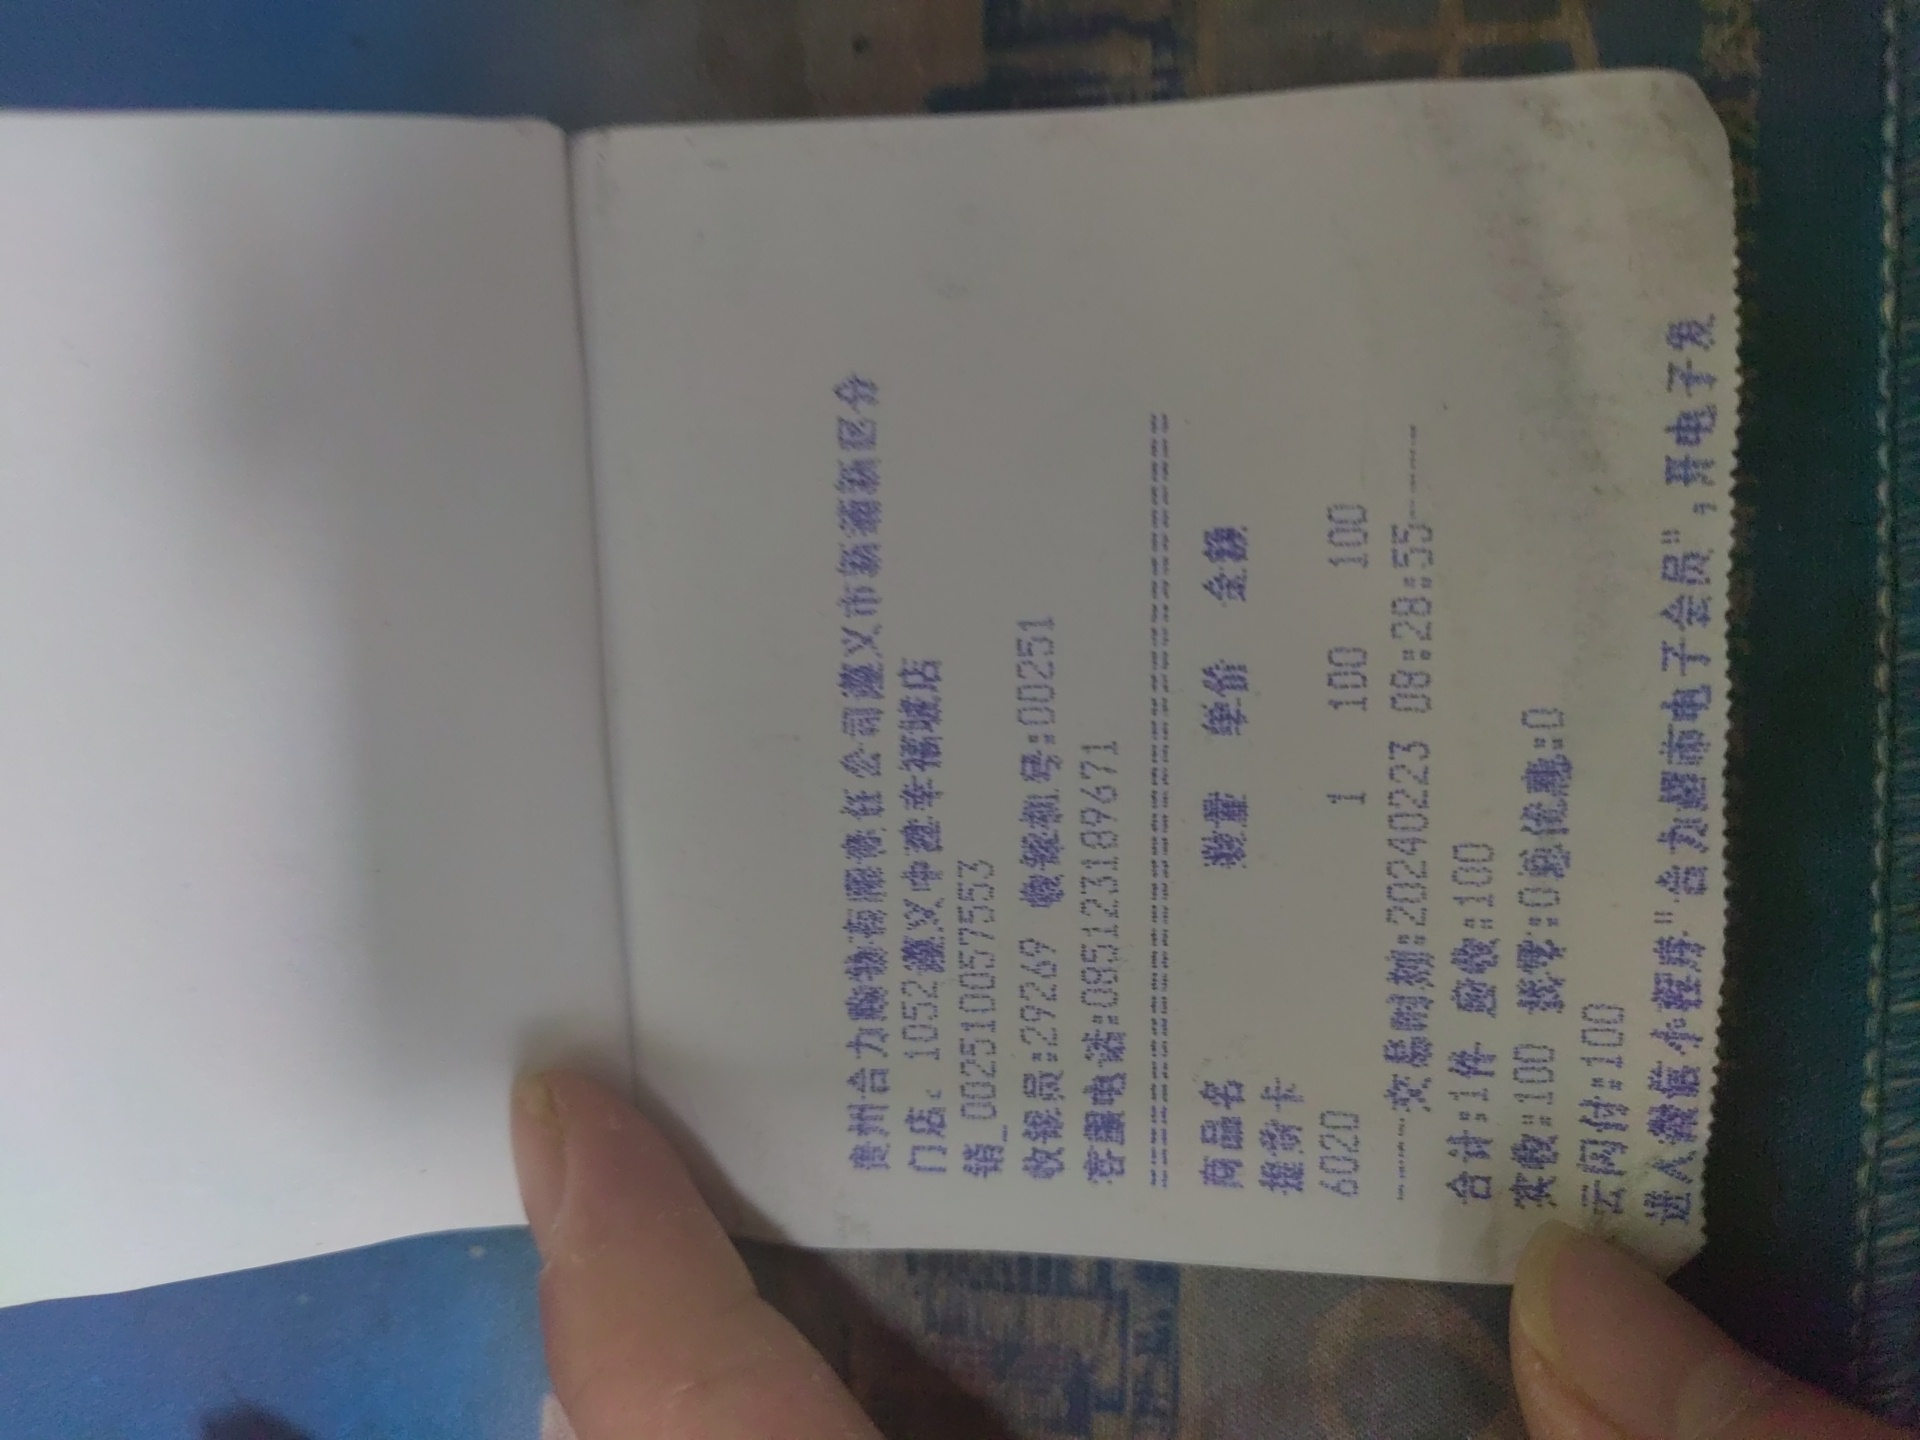 贵州合力购物有限责任公司遵义市新蒲新区分
门店: 1052遵义中建幸福城店
销_002510057553
收银员:29269 收银机号:00251
客服电话:085123189671
================================
商品名 数量 单价 金额
提货卡
6020 1 100 100
----交易时刻:20240223 08:28:55----
合计:1件 应收:100
实收:100 找零:0总优惠:0
云闪付:100
进入微信小程序"合力超市电子会员",开电子发